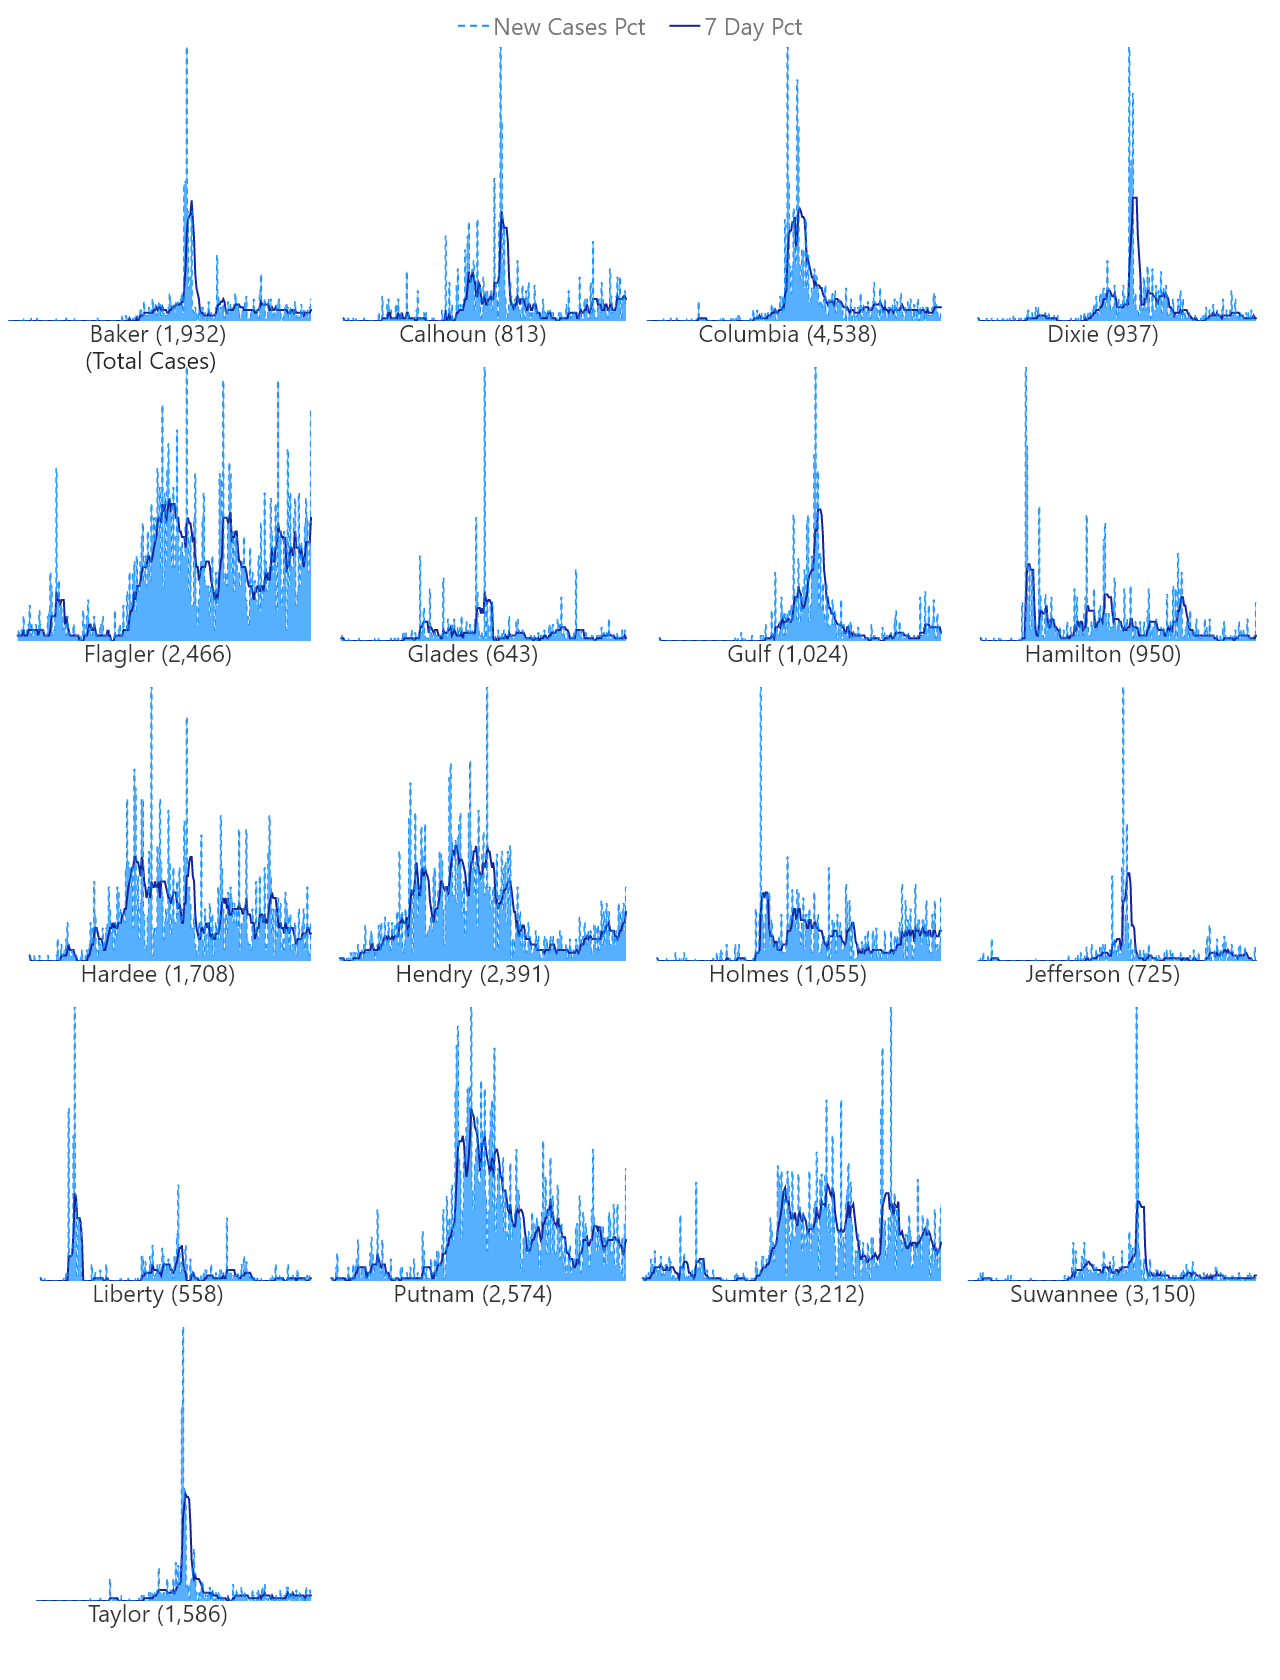 New Cases Pct 7 Day Pct
Baker (1,932) Calhoun (813) Columbia (4,538) Dixie (937)
(Total Cases)
Flagler (2,466) Glades (643) Gulf (1,024) Hamilton (950)
Hardee (1,708) Hendry (2,391) Holmes (1,055) Jefferson (725)
Liberty (558) Putnam (2,574) Sumter (3,212) Suwannee (3,150)
Taylor (1,586)